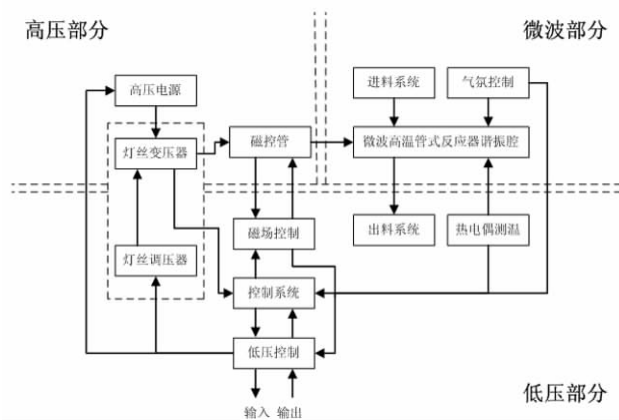 高压部分
微波部分
高压电源
进料系统
气氛控制
灯丝变压器
磁控管
微波高温管式反应器谐振腔
磁场控制
出料系统
热电偶测温
灯丝调压器
控制系统
低压控制
输入 输出
低压部分